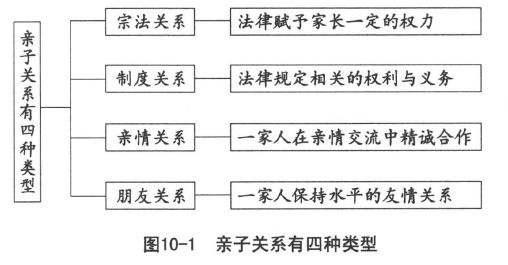 亲子关系有四种类型
宗法关系 法律赋予家长一定的权力
制度关系 法律规定相关的权利与义务
亲情关系 一家人在亲情交流中精诚合作
朋友关系 一家人保持水平的友情关系
图10-1 亲子关系有四种类型